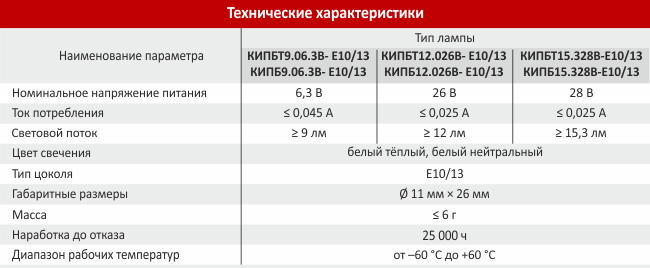 Технические характеристики
Наименование параметра
Тип лампы
КИПБТ9.06.3В- Е10/13 КИПБТ12.026В- Е10/13 КИПБТ15.328В-Е10/13
КИПБ9.06.3В- Е10/13 КИПБ12.026В- Е10/13 КИПБ15.328В-Е10/13
Номинальное напряжение питания 6,3 В 26 В 28 В
Ток потребления ≤ 0,045 А ≤ 0,025 А ≤ 0,025 А
Световой поток ≥ 9 лм ≥ 12 лм ≥ 15,3 лм
Цвет свечения белый тёплый, белый нейтральный
Тип цоколя Е10/13
Габаритные размеры Ø 11 мм × 26 мм
Масса ≤ 6 г
Наработка до отказа 25 000 ч
Диапазон рабочих температур от –60 °С до +60 °С